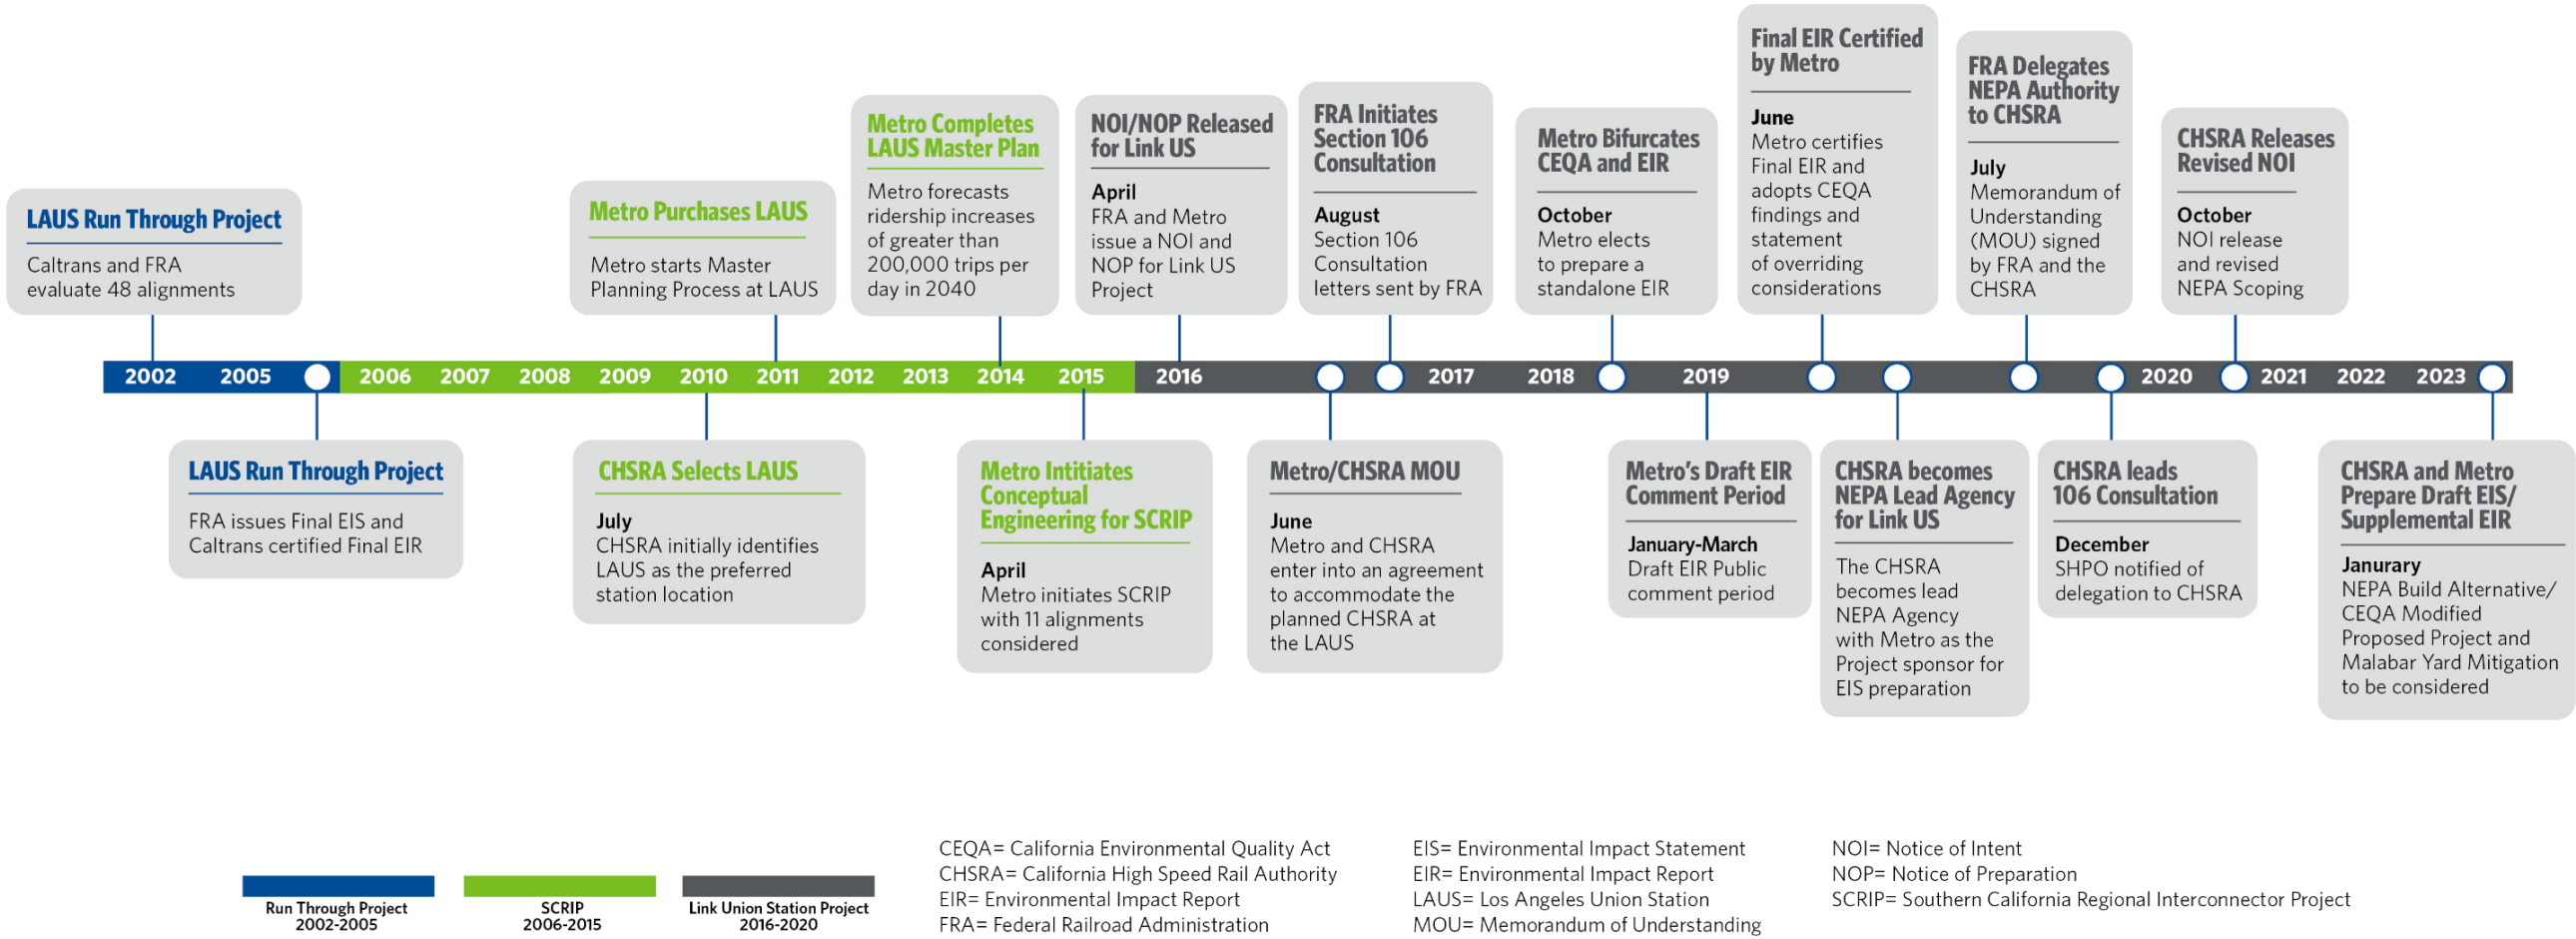 LAUS Run Through Project
Caltrans and FRA
evaluate 48 alignments
Metro Purchases LAUS
Metro starts Master
Planning Process at LAUS
Metro Completes
LAUS Master Plan
Metro forecasts
ridership increases
of greater than
200,000 trips per
day in 2040
NOI/NOP Released
for Link US
April
FRA and Metro
issue a NOI and
NOP for Link US
Project
FRA Initiates
Section 106
Consultation
August
Section 106
Consultation
letters sent by FRA
Metro Bifurcates
CEQA and EIR
October
Metro elects
to prepare a
standalone EIR
Final EIR Certified
by Metro
June
Metro certifies
Final EIR and
adopts CEQA
findings and
statement
of overriding
considerations
FRA Delegates
NEPA Authority
to CHSRA
July
Memorandum of
Understanding
(MOU) signed
by FRA and the
CHSRA
CHSRA Releases
Revised NOI
October
NOI release
and revised
NEPA Scoping
2002 2005 2006 2007 2008 2009 2010 2011 2012 2013 2014 2015 2016 2017 2018 2019 2020 2021 2022 2023
LAUS Run Through Project
FRA issues Final EIS and
Caltrans certified Final EIR
CHSRA Selects LAUS
July
CHSRA initially identifies
LAUS as the preferred
station location
Metro Intitiates
Conceptual
Engineering for SCRIP
April
Metro initiates SCRIP
with 11 alignments
considered
Metro/CHSRA MOU
June
Metro and CHSRA
enter into an agreement
to accommodate the
planned CHSRA at
the LAUS
Metro's Draft EIR
Comment Period
January-March
Draft EIR Public
comment period
CHSRA becomes
NEPA Lead Agency
for Link US
The CHSRA
becomes lead
NEPA Agency
with Metro as the
Project sponsor for
EIS preparation
CHSRA leads
106 Consultation
December
SHPO notified of
delegation to CHSRA
CHSRA and Metro
Prepare Draft EIS/
Supplemental EIR
Janurary
NEPA Build Alternative/
CEQA Modified
Proposed Project and
Malabar Yard Mitigation
to be considered
Run Through Project
2002-2005
SCRIP
2006-2015
Link Union Station Project
2016-2020
CEQA= California Environmental Quality Act
CHSRA= California High Speed Rail Authority
EIR= Environmental Impact Report
FRA= Federal Railroad Administration
EIS= Environmental Impact Statement
EIR= Environmental Impact Report
LAUS= Los Angeles Union Station
MOU= Memorandum of Understanding
NOI= Notice of Intent
NOP= Notice of Preparation
SCRIP= Southern California Regional Interconnector Project